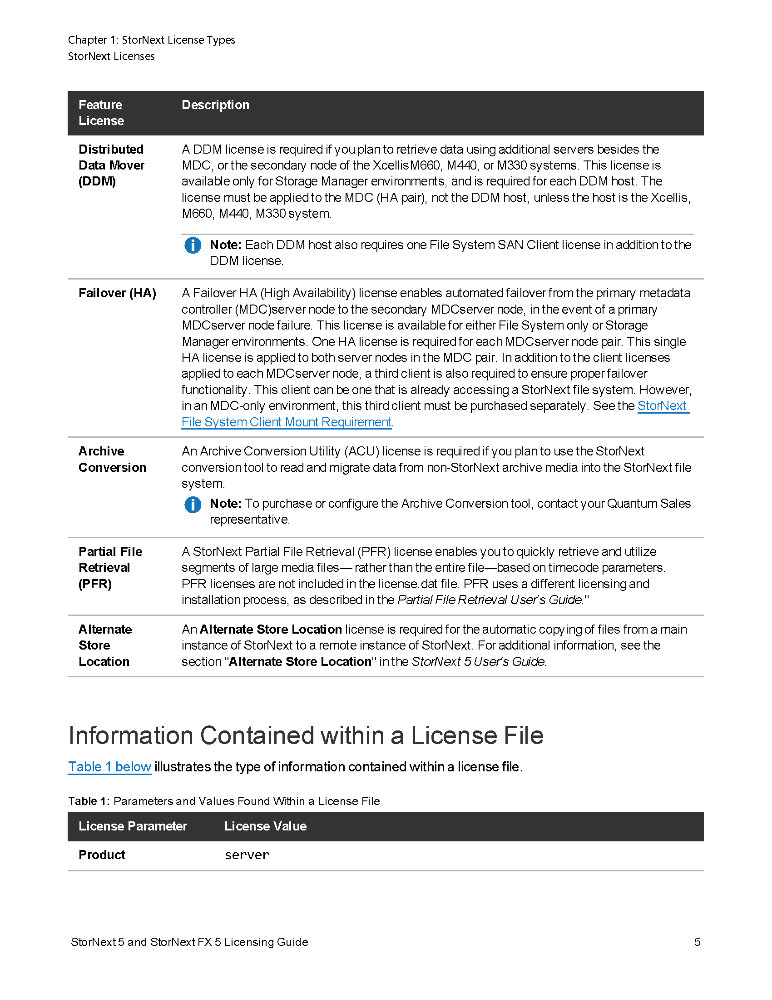 Chapter 1: StorNext License Types
StorNext Licenses
Feature
License
Description
Distributed
Data Mover
(DDM)
A DDM license is required if you plan to retrieve data using additional servers besides the
MDC, or the secondary node of the XcellisM660, M440, or M330 systems. This license is
available only for Storage Manager environments, and is required for each DDM host. The
license must be applied to the MDC (HA pair), not the DDM host, unless the host is the Xcellis,
M660, M440, M330 system.
Note: Each DDM host also requires one File System SAN Client license in addition to the
DDM license.
Failover (HA)
A Failover HA (High Availability) license enables automated failover from the primary metadata
controller (MDC)server node to the secondary MDCserver node, in the event of a primary
MDCserver node failure. This license is available for either File System only or Storage
Manager environments. One HA license is required for each MDCserver node pair. This single
HA license is applied to both server nodes in the MDC pair. In addition to the client licenses
applied to each MDCserver node, a third client is also required to ensure proper failover
functionality. This client can be one that is already accessing a StorNext file system. However,
in an MDC-only environment, this third client must be purchased separately. See the StorNext
File System Client Mount Requirement.
Archive
Conversion
An Archive Conversion Utility (ACU) license is required if you plan to use the StorNext
conversion tool to read and migrate data from non-StorNext archive media into the StorNext file
system.
Note: To purchase or configure the Archive Conversion tool, contact your Quantum Sales
representative.
Partial File
Retrieval
(PFR)
A StorNext Partial File Retrieval (PFR) license enables you to quickly retrieve and utilize
segments of large media files— rather than the entire file—based on timecode parameters.
PFR licenses are not included in the license.dat file. PFR uses a different licensing and
installation process, as described in the Partial File Retrieval User's Guide."
Alternate
Store
Location
An Alternate Store Location license is required for the automatic copying of files from a main
instance of StorNext to a remote instance of StorNext. For additional information, see the
section "Alternate Store Location" in the StorNext 5 User's Guide.
Information Contained within a License File
Table 1 below illustrates the type of information contained within a license file.
Table 1: Parameters and Values Found Within a License File
License Parameter
License Value
Product
server
StorNext 5 and StorNext FX 5 Licensing Guide
5